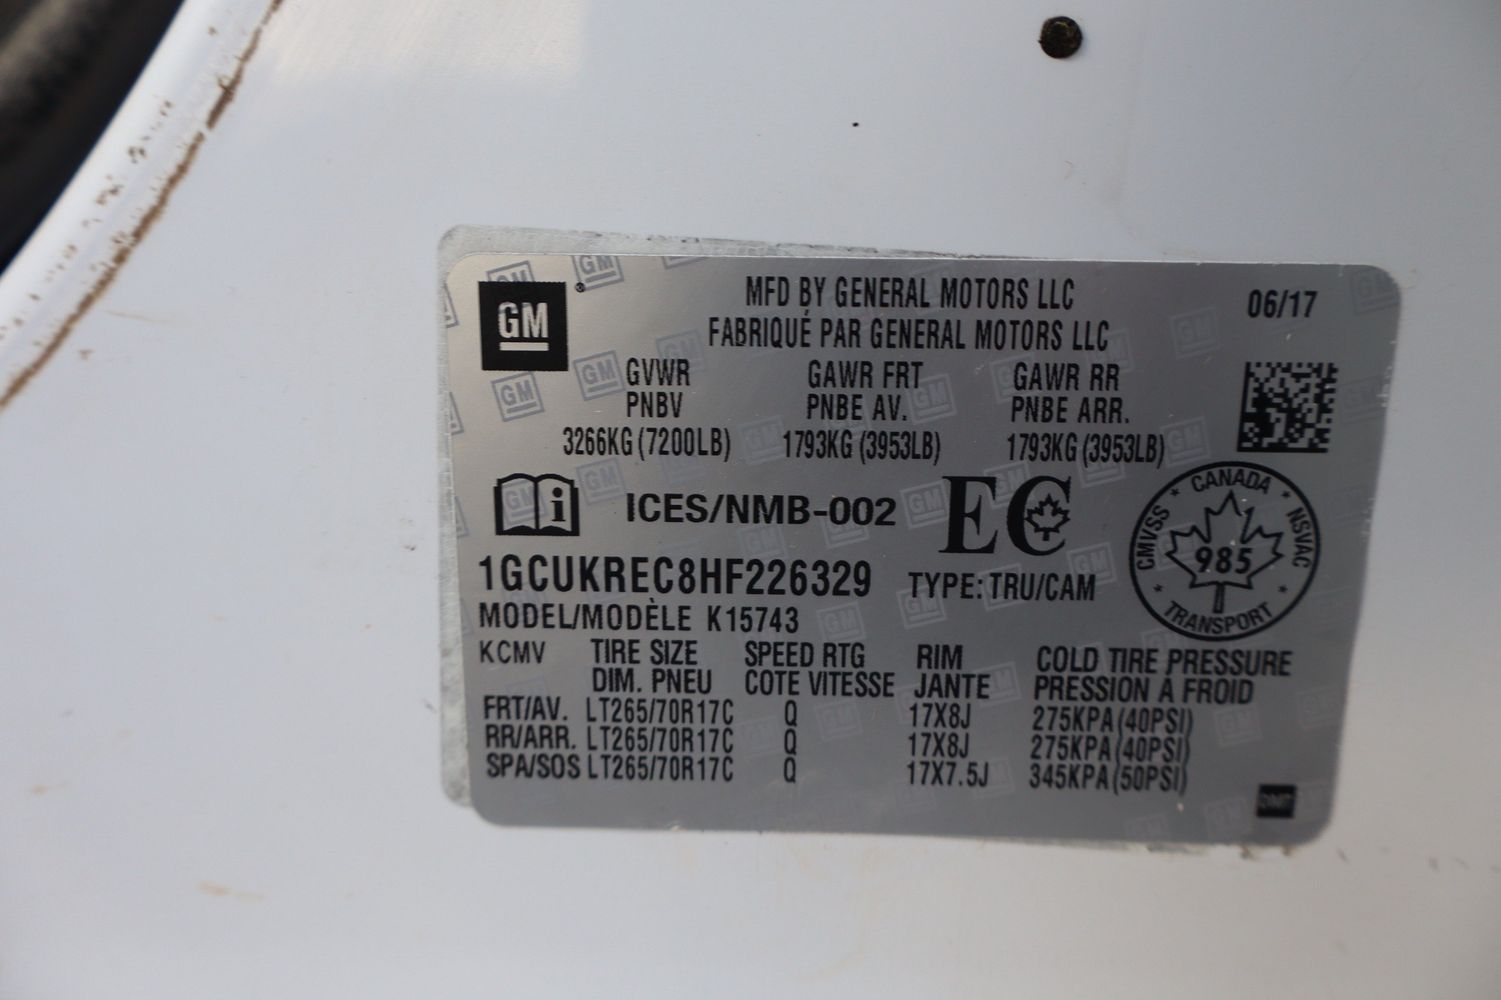 GM
MFD BY GENERAL MOTORS LLC
06/17
FABRIQUÉ PAR GENERAL MOTORS LLC
GVWR GAWR FRT GAWR RR
PNBV PNBE AV. PNBE ARR.
3266KG (7200LB) 1793KG (3953LB) 1793KG (3953LB)
i ICES/NMB-002 EC
CANADA
CMVSS NSVAC
985
TRANSPORT
1GCUKREC8HF226329 TYPE: TRU/CAM
MODEL/MODÈLE K15743
KCMV TIRE SIZE SPEED RTG RIM COLD TIRE PRESSURE
DIM. PNEU COTE VITESSE JANTE PRESSION A FROID
FRT/AV. LT265/70R17C Q 17X8J 275KPA(40PSI)
RR/ARR. LT265/70R17C Q 17X8J 275KPA(40PSI)
SPA/SOS LT265/70R17C Q 17X7.5J 345KPA(50PSI)